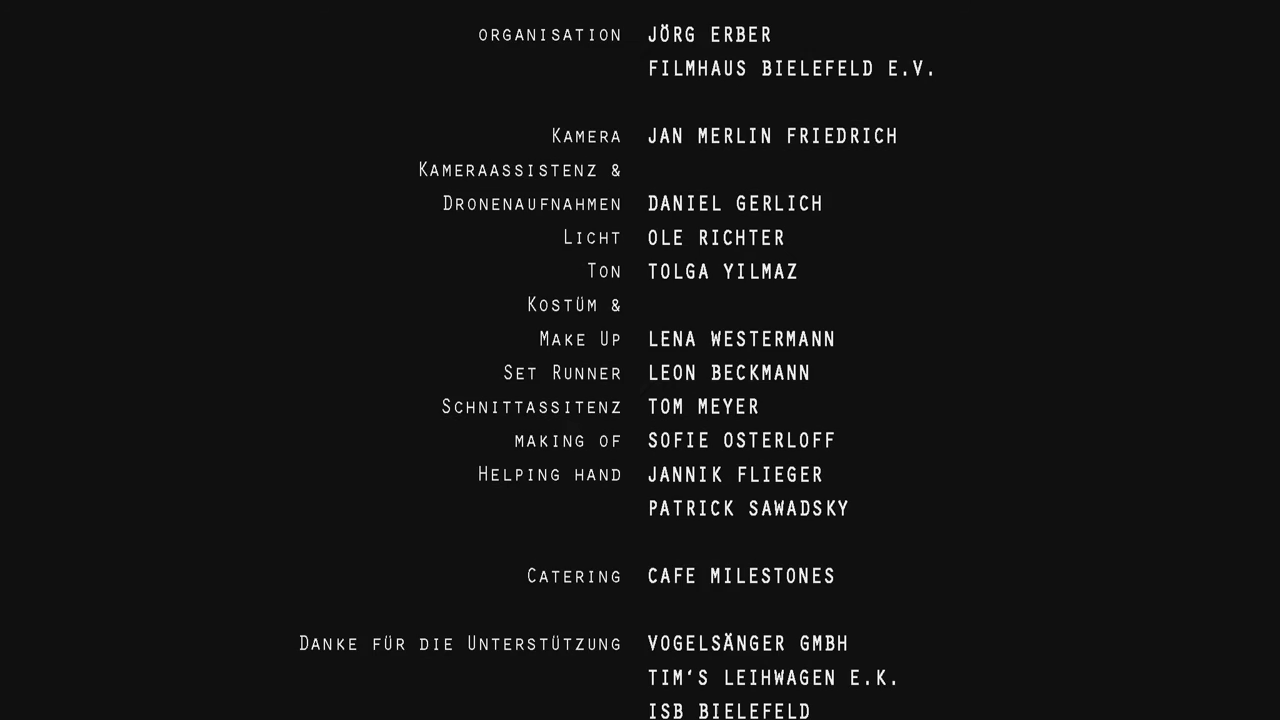 ORGANISATION JÖRG ERBER
FILMHAUS BIELEFELD E.V.
KAMERA JAN MERLIN FRIEDRICH
KAMERAASSISTENZ &
DRONENAUFNAHMEN DANIEL GERLICH
LICHT OLE RICHTER
TON TOLGA YILMAZ
KOSTÜM &
MAKE UP LENA WESTERMANN
SET RUNNER LEON BECKMANN
SCHNITTASSITENZ TOM MEYER
MAKING OF SOFIE OSTERLOFF
HELPING HAND JANNIK FLIEGER
PATRICK SAWADSKY
CATERING CAFE MILESTONES
DANKE FÜR DIE UNTERSTÜTZUNG VOGELSÄNGER GMBH
TIM‘S LEIHWAGEN E.K.
ISB BIELEFELD